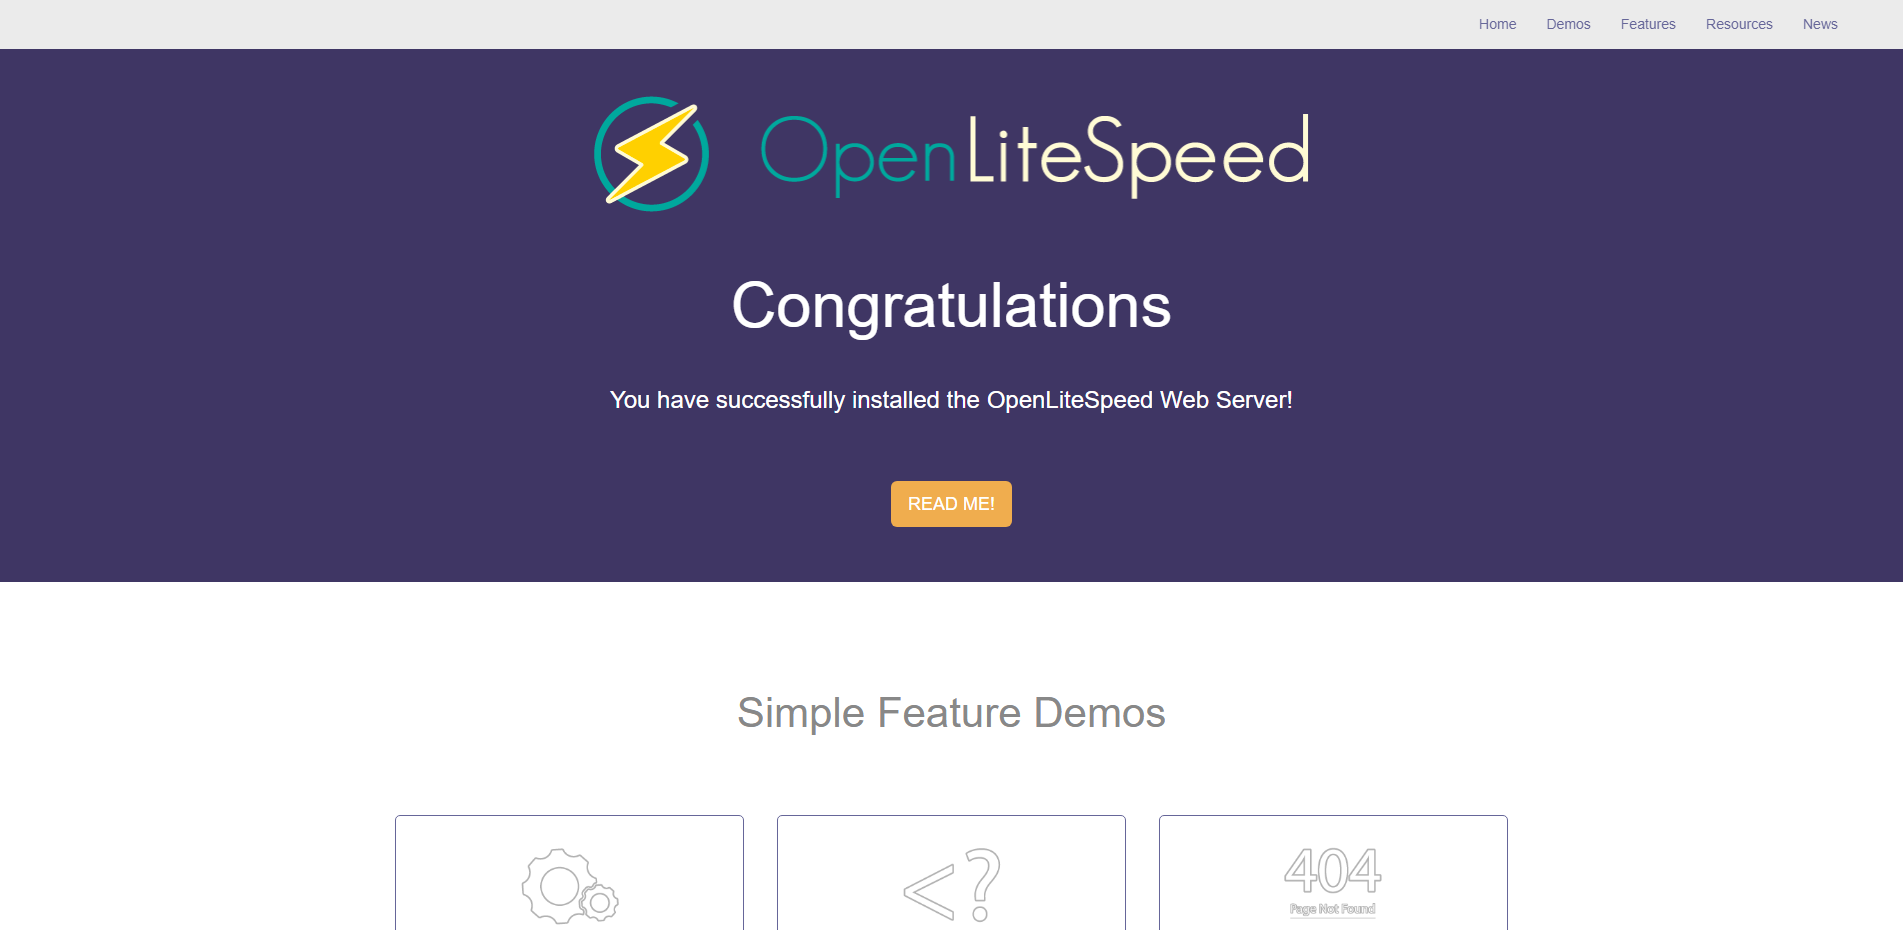 Home Demos Features Resources News
OpenLiteSpeed
Congratulations
You have successfully installed the OpenLiteSpeed Web Server!
READ ME!
Simple Feature Demos
<?
404
Page Not Found